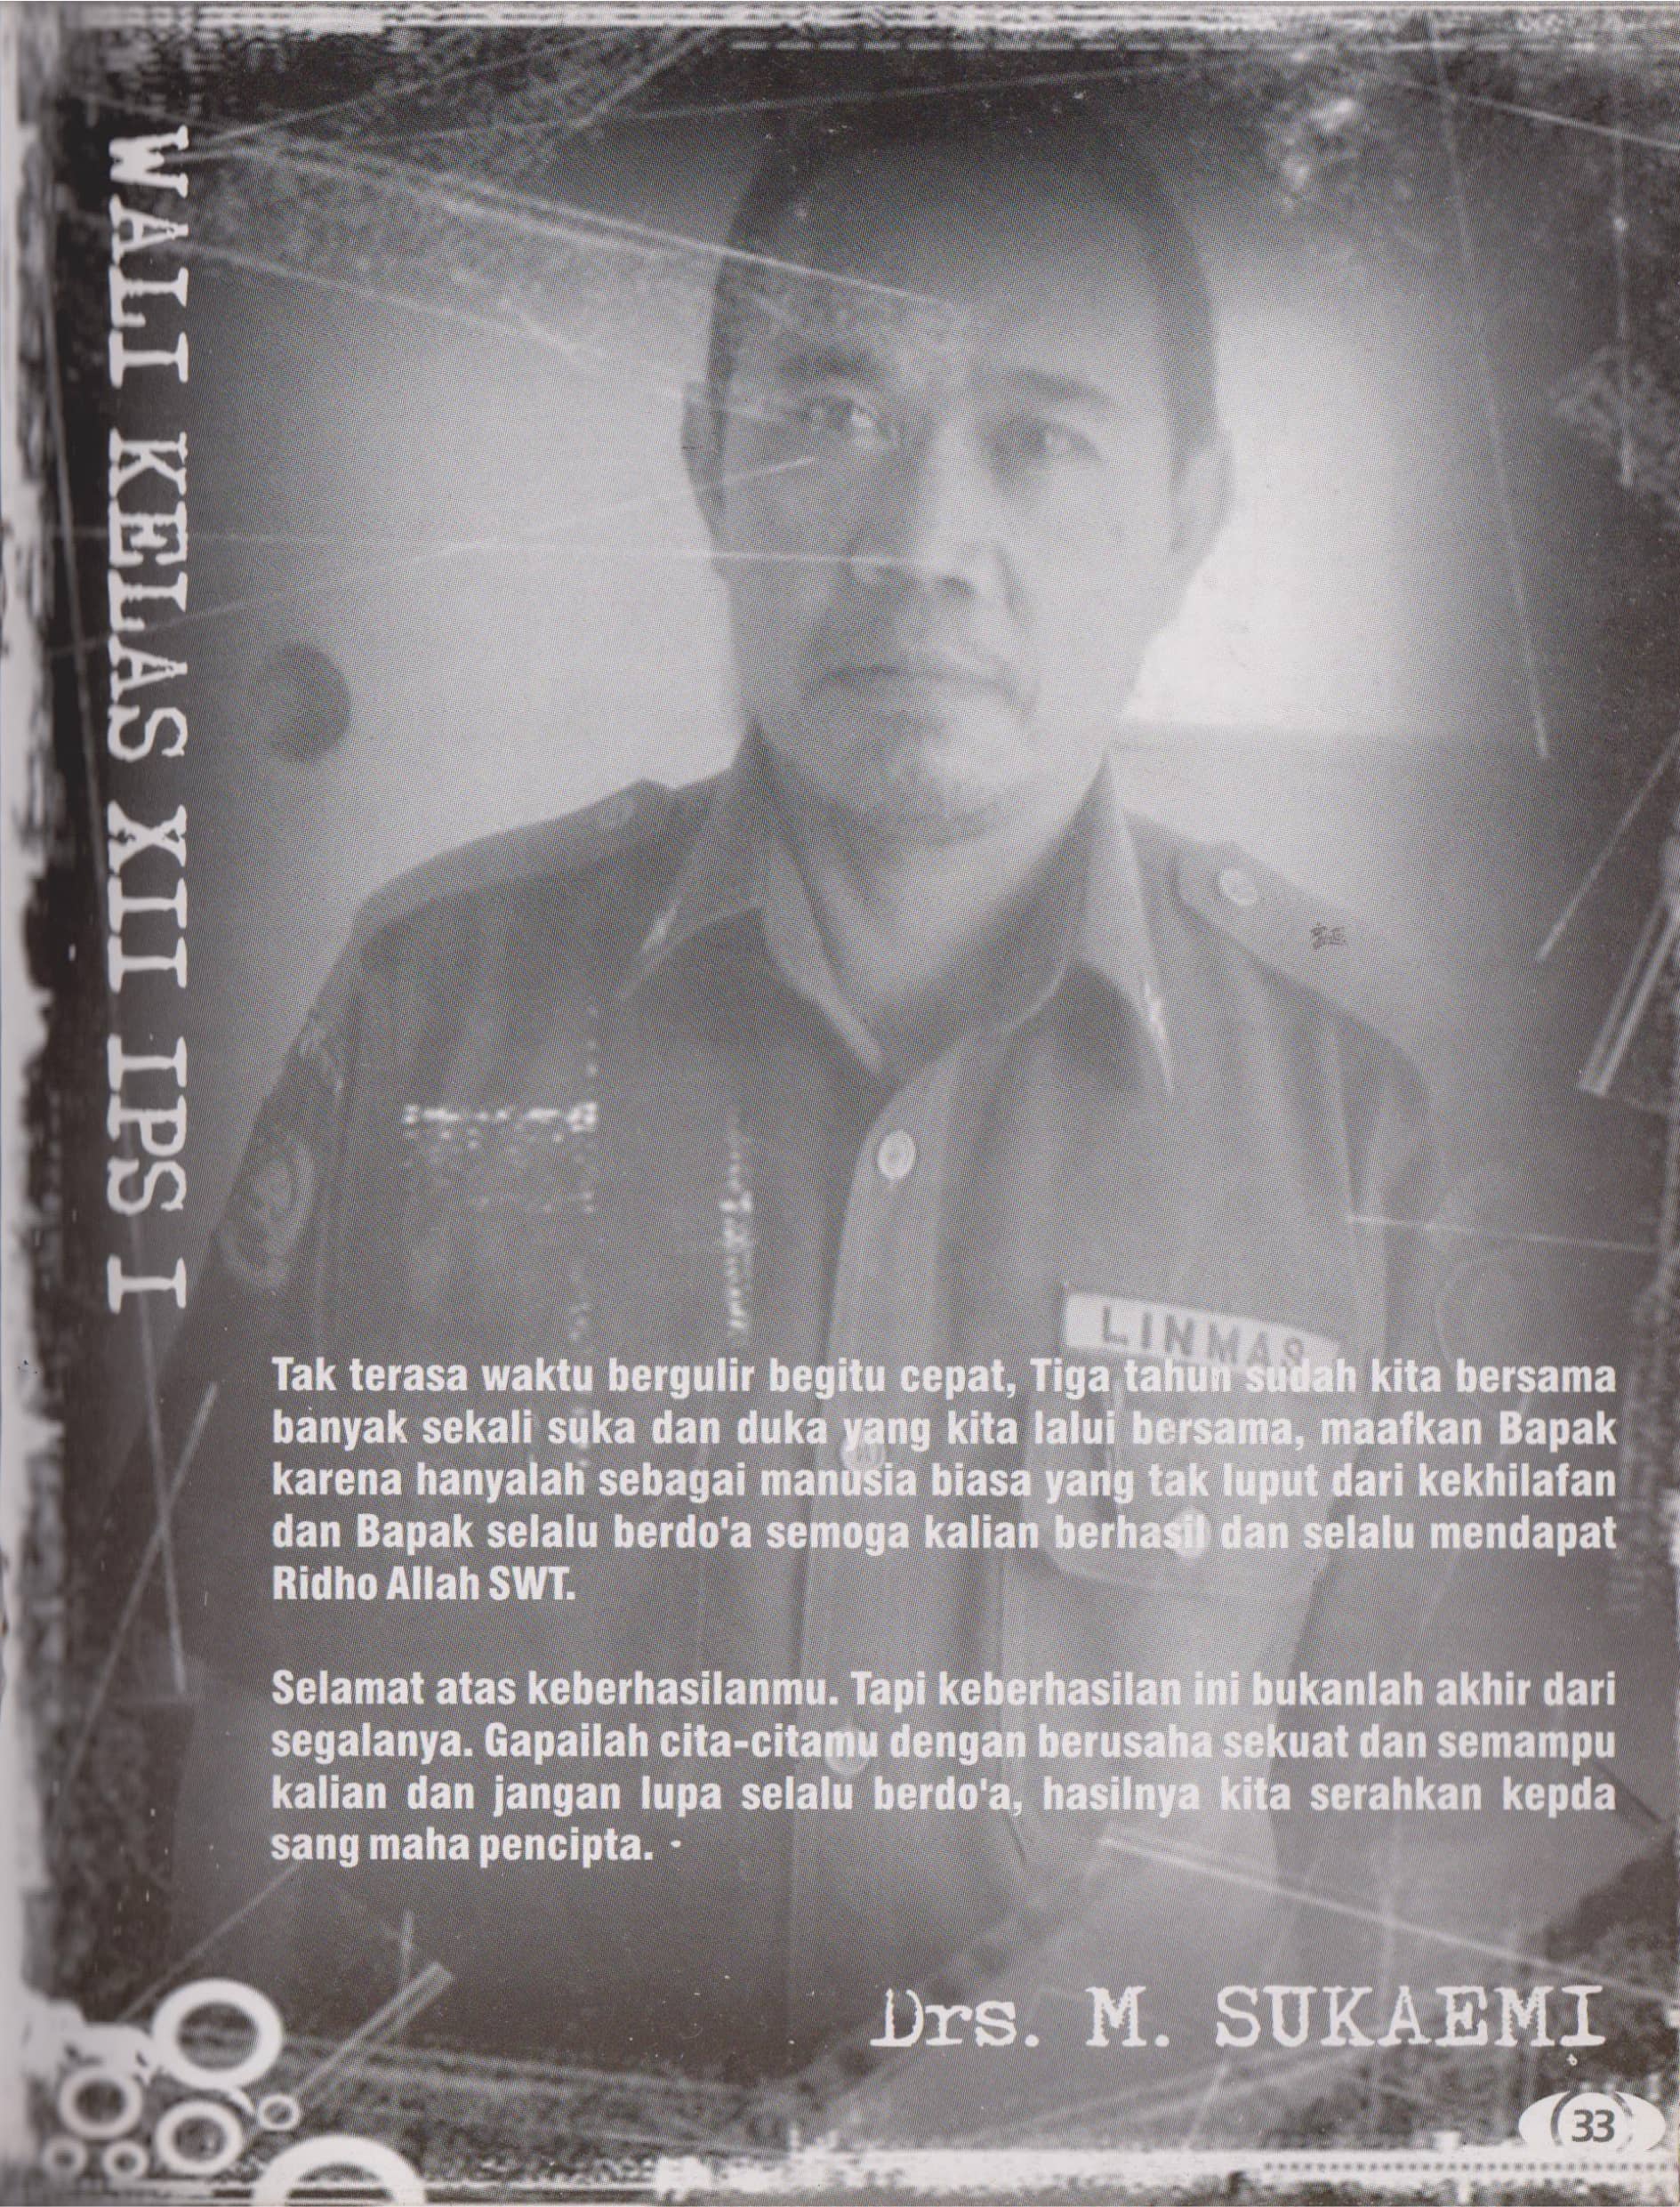 WALI KELAS XII IPS I
LINMAS
Tak terasa waktu bergulir begitu cepat, Tiga tahun sudah kita bersama
banyak sekali suka dan duka yang kita lalui bersama, maafkan Bapak
karena hanyalah sebagai manusia biasa yang tak luput dari kekhilafan
dan Bapak selalu berdo'a semoga kalian berhasil dan selalu mendapat
Ridho Allah SWT.
Selamat atas keberhasilanmu. Tapi keberhasilan ini bukanlah akhir dari
segalanya. Gapailah cita-citamu dengan berusaha sekuat dan semampu
kalian dan jangan lupa selalu berdo'a, hasilnya kita serahkan kepda
sang maha pencipta.
Drs. M. SUKAEMI
33